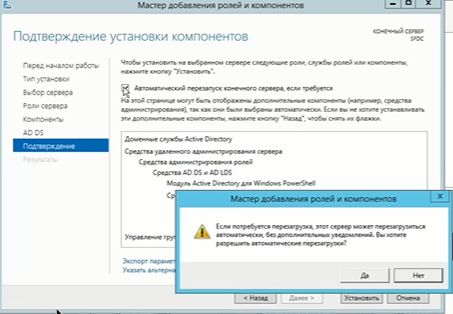 Мастер добавления ролей и компонентов
Подтверждение установки компонентов
КОНЕЧНЫЙ СЕРВЕР
SFDC
Перед началом работы
Тип установки
Выбор сервера
Роли сервера
Компоненты
AD DS
Подтверждение
Результаты
Чтобы установить на выбранном сервере следующие роли, службы ролей или компоненты,
нажмите кнопку "Установить".
Автоматический перезапуск конечного сервера, если требуется
На этой странице могут быть отображены дополнительные компоненты (например, средства
администрирования), так как они были выбраны автоматически. Если вы не хотите устанавливать
эти дополнительные компоненты, нажмите кнопку "Назад", чтобы снять их флажки.
Доменные службы Active Directory
Средства удаленного администрирования сервера
Средства администрирования ролей
Средства AD DS и AD LDS
Модуль Active Directory для Windows PowerShell
Управление гру
Экспорт парамет
Указать альтерна
Мастер добавления ролей и компонентов
Если потребуется перезагрузка, этот сервер может перезагрузиться
автоматически, без дополнительных уведомлений. Вы хотите
разрешить автоматические перезагрузки?
Да
Нет
< Назад
Далее >
Установить
Отмена